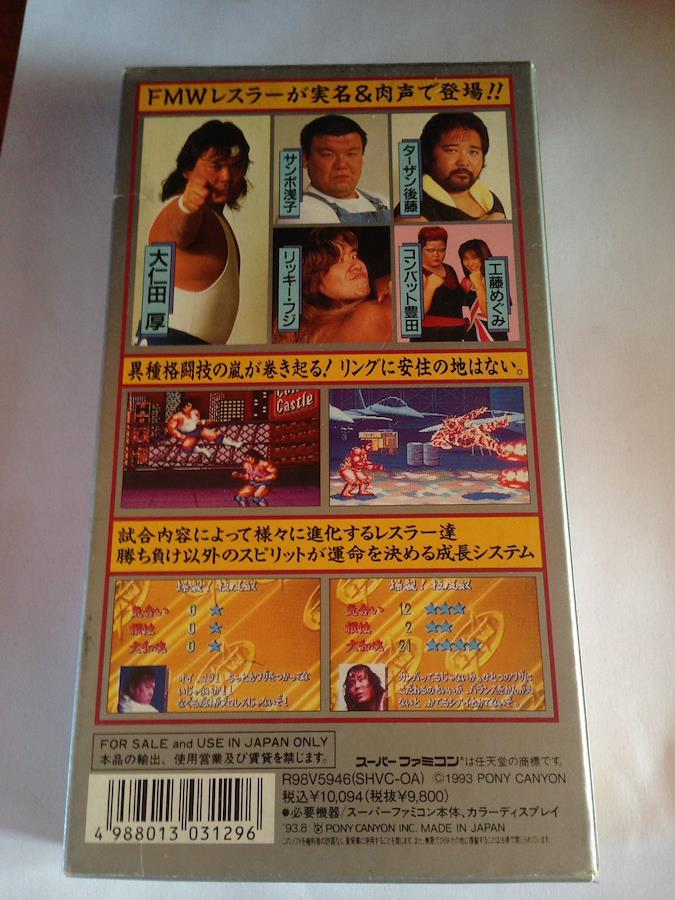 FMWレスラーが実名&肉声で登場!!
大仁田 厚
サンボ浅子
ターザン後藤
リッキー・フジ
コンバット豊田
工藤めぐみ
異種格闘技の嵐が巻き起る! リングに安住の地はない。
Castle
試合内容によって様々に進化するレスラー達
勝ち負け以外のスピリットが運命を決める成長システム
気合い 0 ★
根性 0 ★
大和魂 0 ★
気合い 12 ★★★
根性 2 ★★
大和魂 21 ★★★★
FOR SALE and USE IN JAPAN ONLY
本品の輸出、使用営業及び賃貸を禁じます。
スーパーファミコン®は任天堂の商標です。
R98V5946(SHVC-OA) ©1993 PONY CANYON
税込¥10,094(税抜¥9,800)
●必要機器/スーパーファミコン本体、カラーディスプレイ
'93.8 PONY CANYON INC. MADE IN JAPAN
4 988013 031296